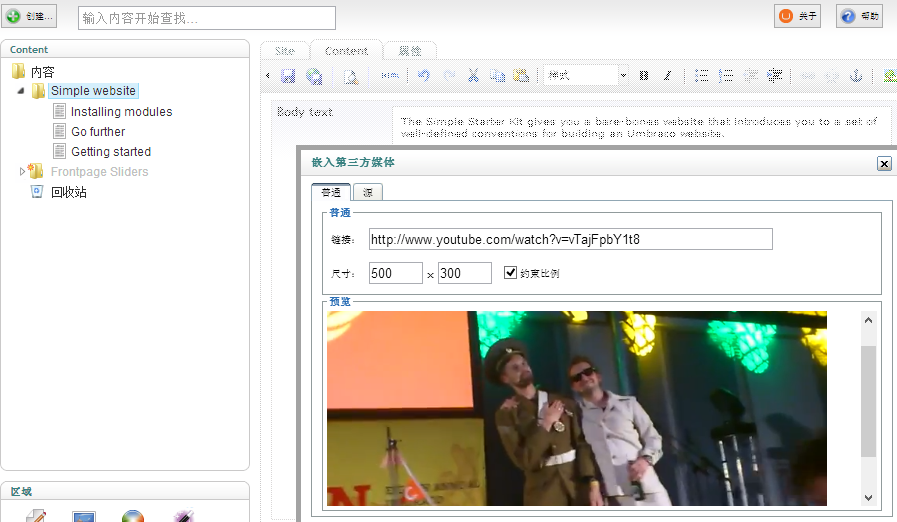 创建...
输入内容开始查找...
关于
帮助
Content
内容
Simple website
Installing modules
Go further
Getting started
Frontpage Sliders
回收站
区域
Site
Content
属性
HTML
样式
B
I
Body text
The Simple Starter Kit gives you a bare-bones website that introduces you to a set of
well-defined conventions for building an Umbraco website.
嵌入第三方媒体
普通
源
普通
链接:
http://www.youtube.com/watch?v=vTajFpbY1t8
尺寸:
500 x 300
约束比例
预览